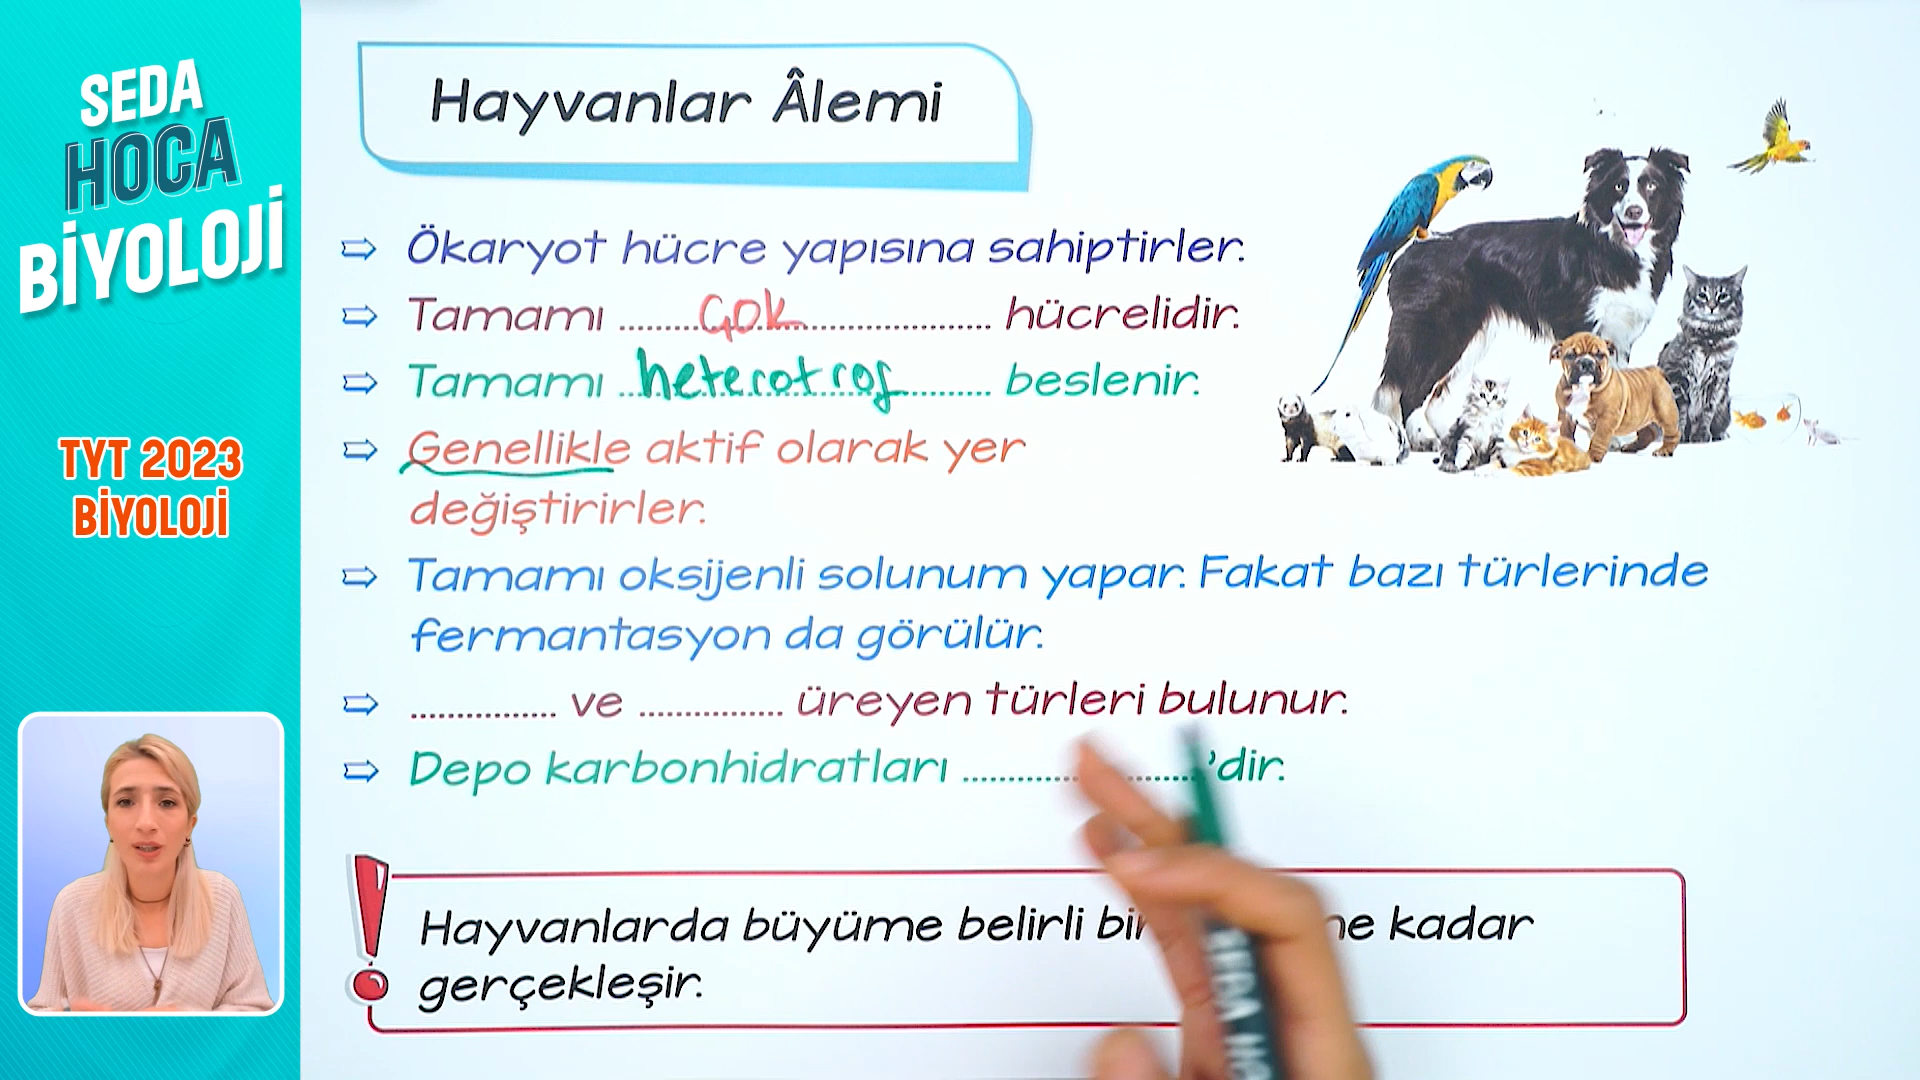 SEDA
HOCA
BİYOLOJİ
TYT 2023
BİYOLOJİ
Hayvanlar Âlemi
⇨ Ökaryot hücre yapısına sahiptirler.
⇨ Tamamı ........ çok ........ hücrelidir.
⇨ Tamamı .. heterotrof ........ beslenir.
⇨ Genellikle aktif olarak yer
değiştirirler.
⇨ Tamamı oksijenli solunum yapar. Fakat bazı türlerinde
fermantasyon da görülür.
⇨ ................ ve ................ üreyen türleri bulunur.
⇨ Depo karbonhidratları ................'dir.
Hayvanlarda büyüme belirli bir kadar
gerçekleşir.